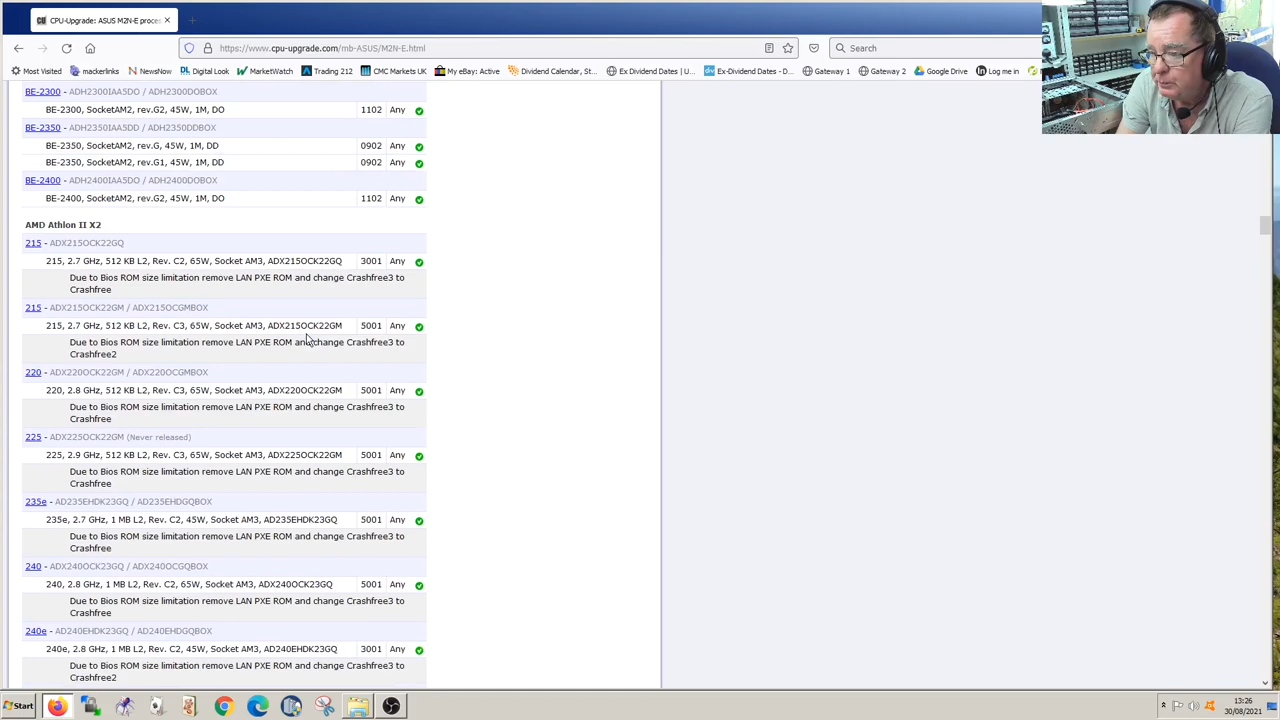 CPU-Upgrade: ASUS M2N-E proces
https://www.cpu-upgrade.com/mb-ASUS/M2N-E.html
Search
Most Visited
mackerlinks
NewsNow
Digital Look
MarketWatch
Trading 212
CMC Markets UK
My eBay: Active
Dividend Calendar, St...
Ex Dividend Dates | U...
Ex-Dividend Dates - ...
Gateway 1
Gateway 2
Google Drive
Log me in
BE-2300 - ADH2300IAA5DO / ADH2300DOBOX
BE-2300, SocketAM2, rev.G2, 45W, 1M, DO 1102 Any
BE-2350 - ADH2350IAA5DD / ADH2350DDBOX
BE-2350, SocketAM2, rev.G, 45W, 1M, DD 0902 Any
BE-2350, SocketAM2, rev.G1, 45W, 1M, DD 0902 Any
BE-2400 - ADH2400IAA5DO / ADH2400DOBOX
BE-2400, SocketAM2, rev.G2, 45W, 1M, DO 1102 Any
AMD Athlon II X2
215 - ADX215OCK22GQ
215, 2.7 GHz, 512 KB L2, Rev. C2, 65W, Socket AM3, ADX215OCK22GQ 3001 Any
Due to Bios ROM size limitation remove LAN PXE ROM and change Crashfree3 to
Crashfree
215 - ADX215OCK22GM / ADX215OCGMBOX
215, 2.7 GHz, 512 KB L2, Rev. C3, 65W, Socket AM3, ADX215OCK22GM 5001 Any
Due to Bios ROM size limitation remove LAN PXE ROM and change Crashfree3 to
Crashfree2
220 - ADX220OCK22GM / ADX220OCGMBOX
220, 2.8 GHz, 512 KB L2, Rev. C3, 65W, Socket AM3, ADX220OCK22GM 5001 Any
Due to Bios ROM size limitation remove LAN PXE ROM and change Crashfree3 to
Crashfree
225 - ADX225OCK22GM (Never released)
225, 2.9 GHz, 512 KB L2, Rev. C3, 65W, Socket AM3, ADX225OCK22GM 5001 Any
Due to Bios ROM size limitation remove LAN PXE ROM and change Crashfree3 to
Crashfree
235e - AD235EHDK23GQ / AD235EHDGQBOX
235e, 2.7 GHz, 1 MB L2, Rev. C2, 45W, Socket AM3, AD235EHDK23GQ 5001 Any
Due to Bios ROM size limitation remove LAN PXE ROM and change Crashfree3 to
Crashfree
240 - ADX240OCK23GQ / ADX240OCGQBOX
240, 2.8 GHz, 1 MB L2, Rev. C2, 65W, Socket AM3, ADX240OCK23GQ 5001 Any
Due to Bios ROM size limitation remove LAN PXE ROM and change Crashfree3 to
Crashfree
240e - AD240EHDK23GQ / AD240EHDGQBOX
240e, 2.8 GHz, 1 MB L2, Rev. C2, 45W, Socket AM3, AD240EHDK23GQ 3001 Any
Due to Bios ROM size limitation remove LAN PXE ROM and change Crashfree3 to
Crashfree2
Start
13:26
30/08/2021